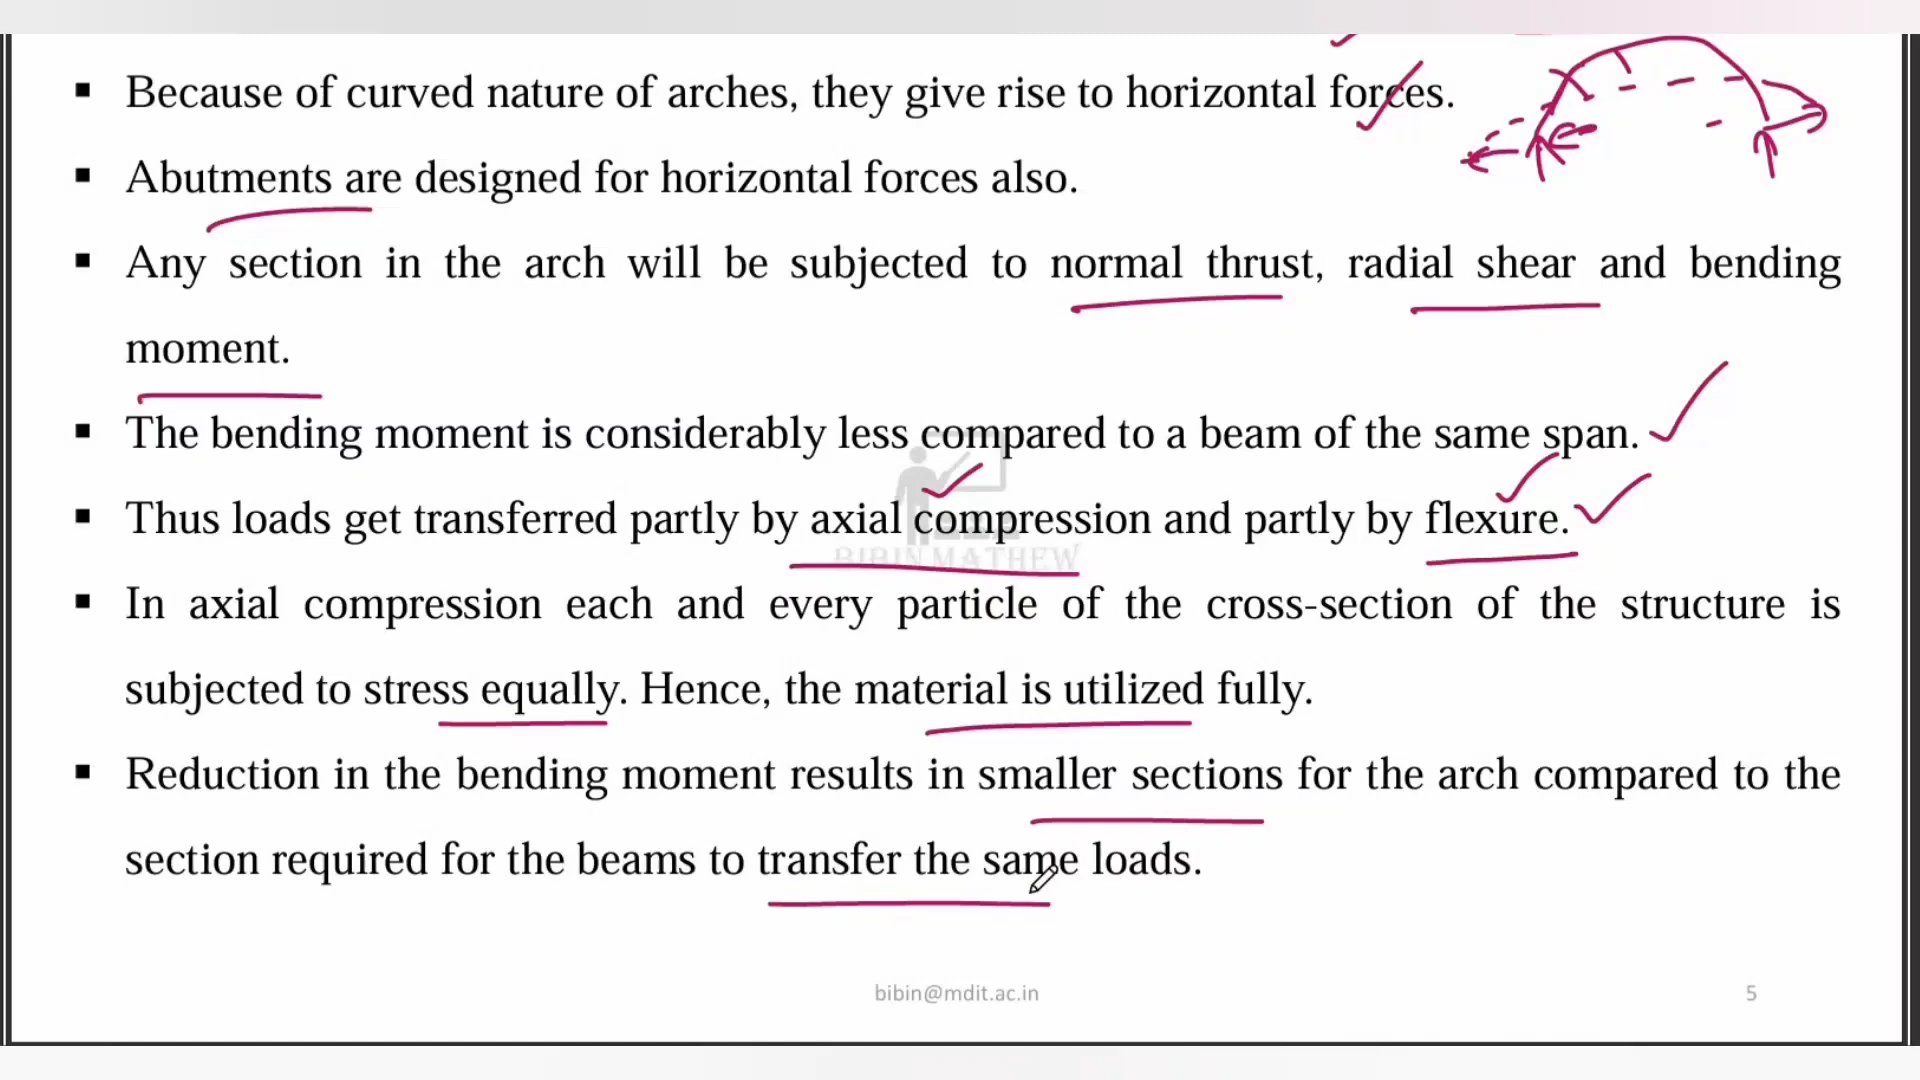 ▪ Because of curved nature of arches, they give rise to horizontal forces.
▪ Abutments are designed for horizontal forces also.
▪ Any section in the arch will be subjected to normal thrust, radial shear and bending
moment.
▪ The bending moment is considerably less compared to a beam of the same span.
▪ Thus loads get transferred partly by axial compression and partly by flexure.
BIBIN MATHEW
▪ In axial compression each and every particle of the cross-section of the structure is
subjected to stress equally. Hence, the material is utilized fully.
▪ Reduction in the bending moment results in smaller sections for the arch compared to the
section required for the beams to transfer the same loads.
bibin@mdit.ac.in 5